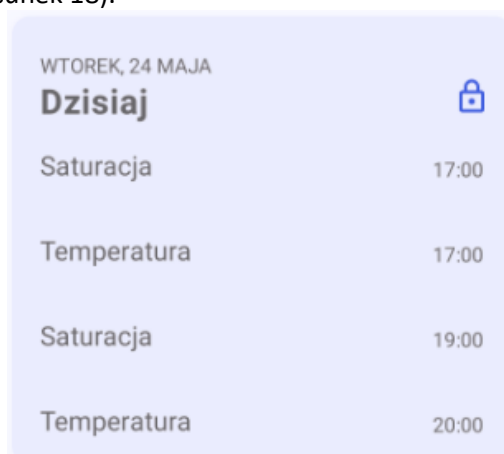 WTOREK, 24 MAJA
Dzisiaj
Saturacja 17:00
Temperatura 17:00
Saturacja 19:00
Temperatura 20:00